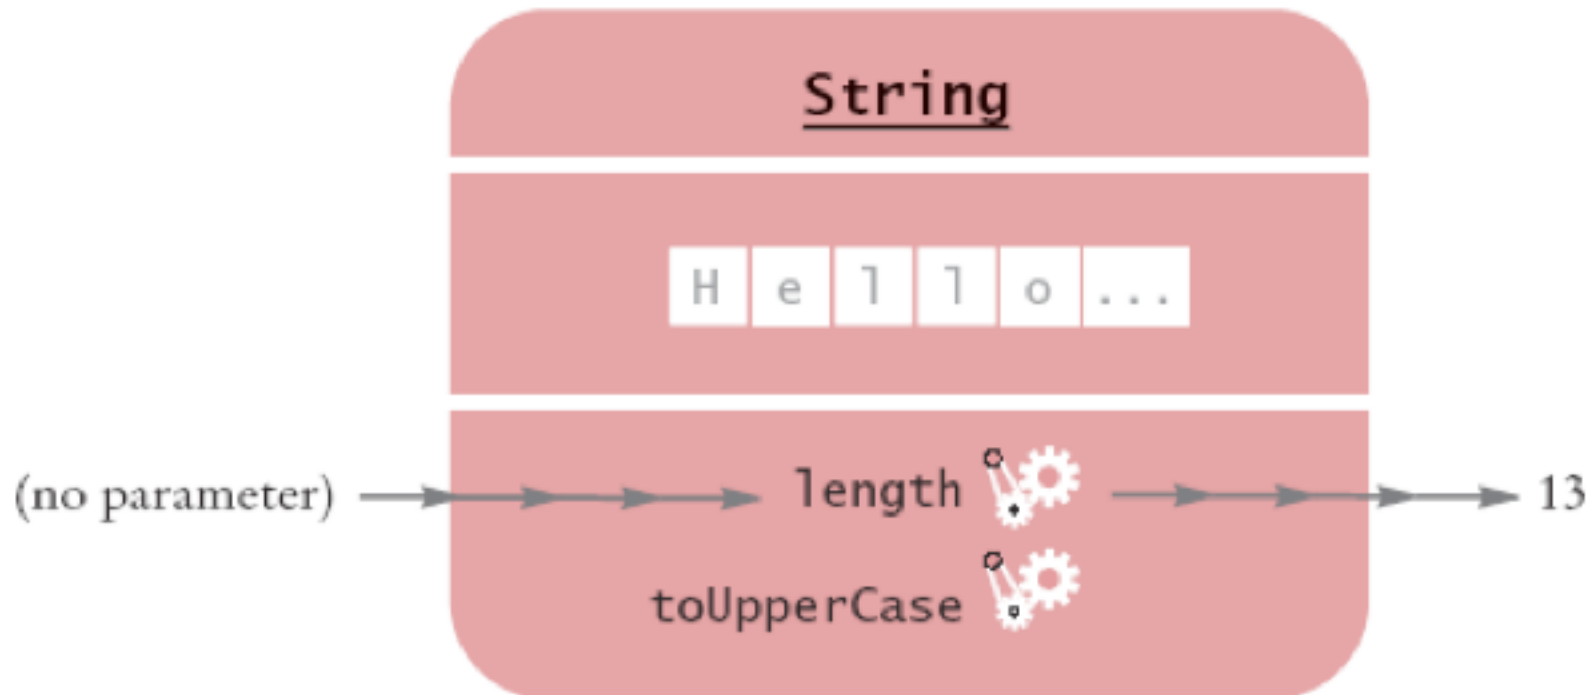 String
H e l l o ...
(no parameter) length 13
toUpperCase